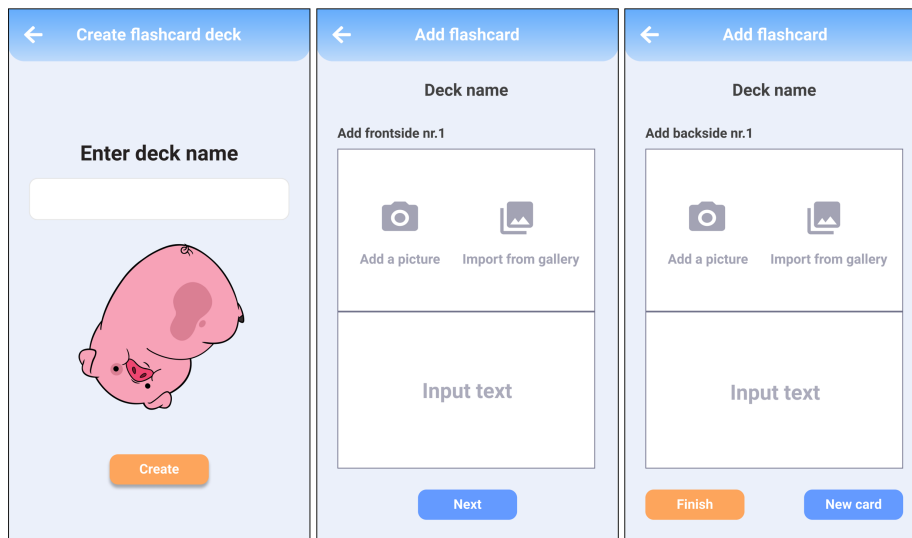 Create flashcard deck
Enter deck name
Create
Add flashcard
Deck name
Add frontside nr.1
Add a picture
Import from gallery
Input text
Next
Add flashcard
Deck name
Add backside nr.1
Add a picture
Import from gallery
Input text
Finish
New card